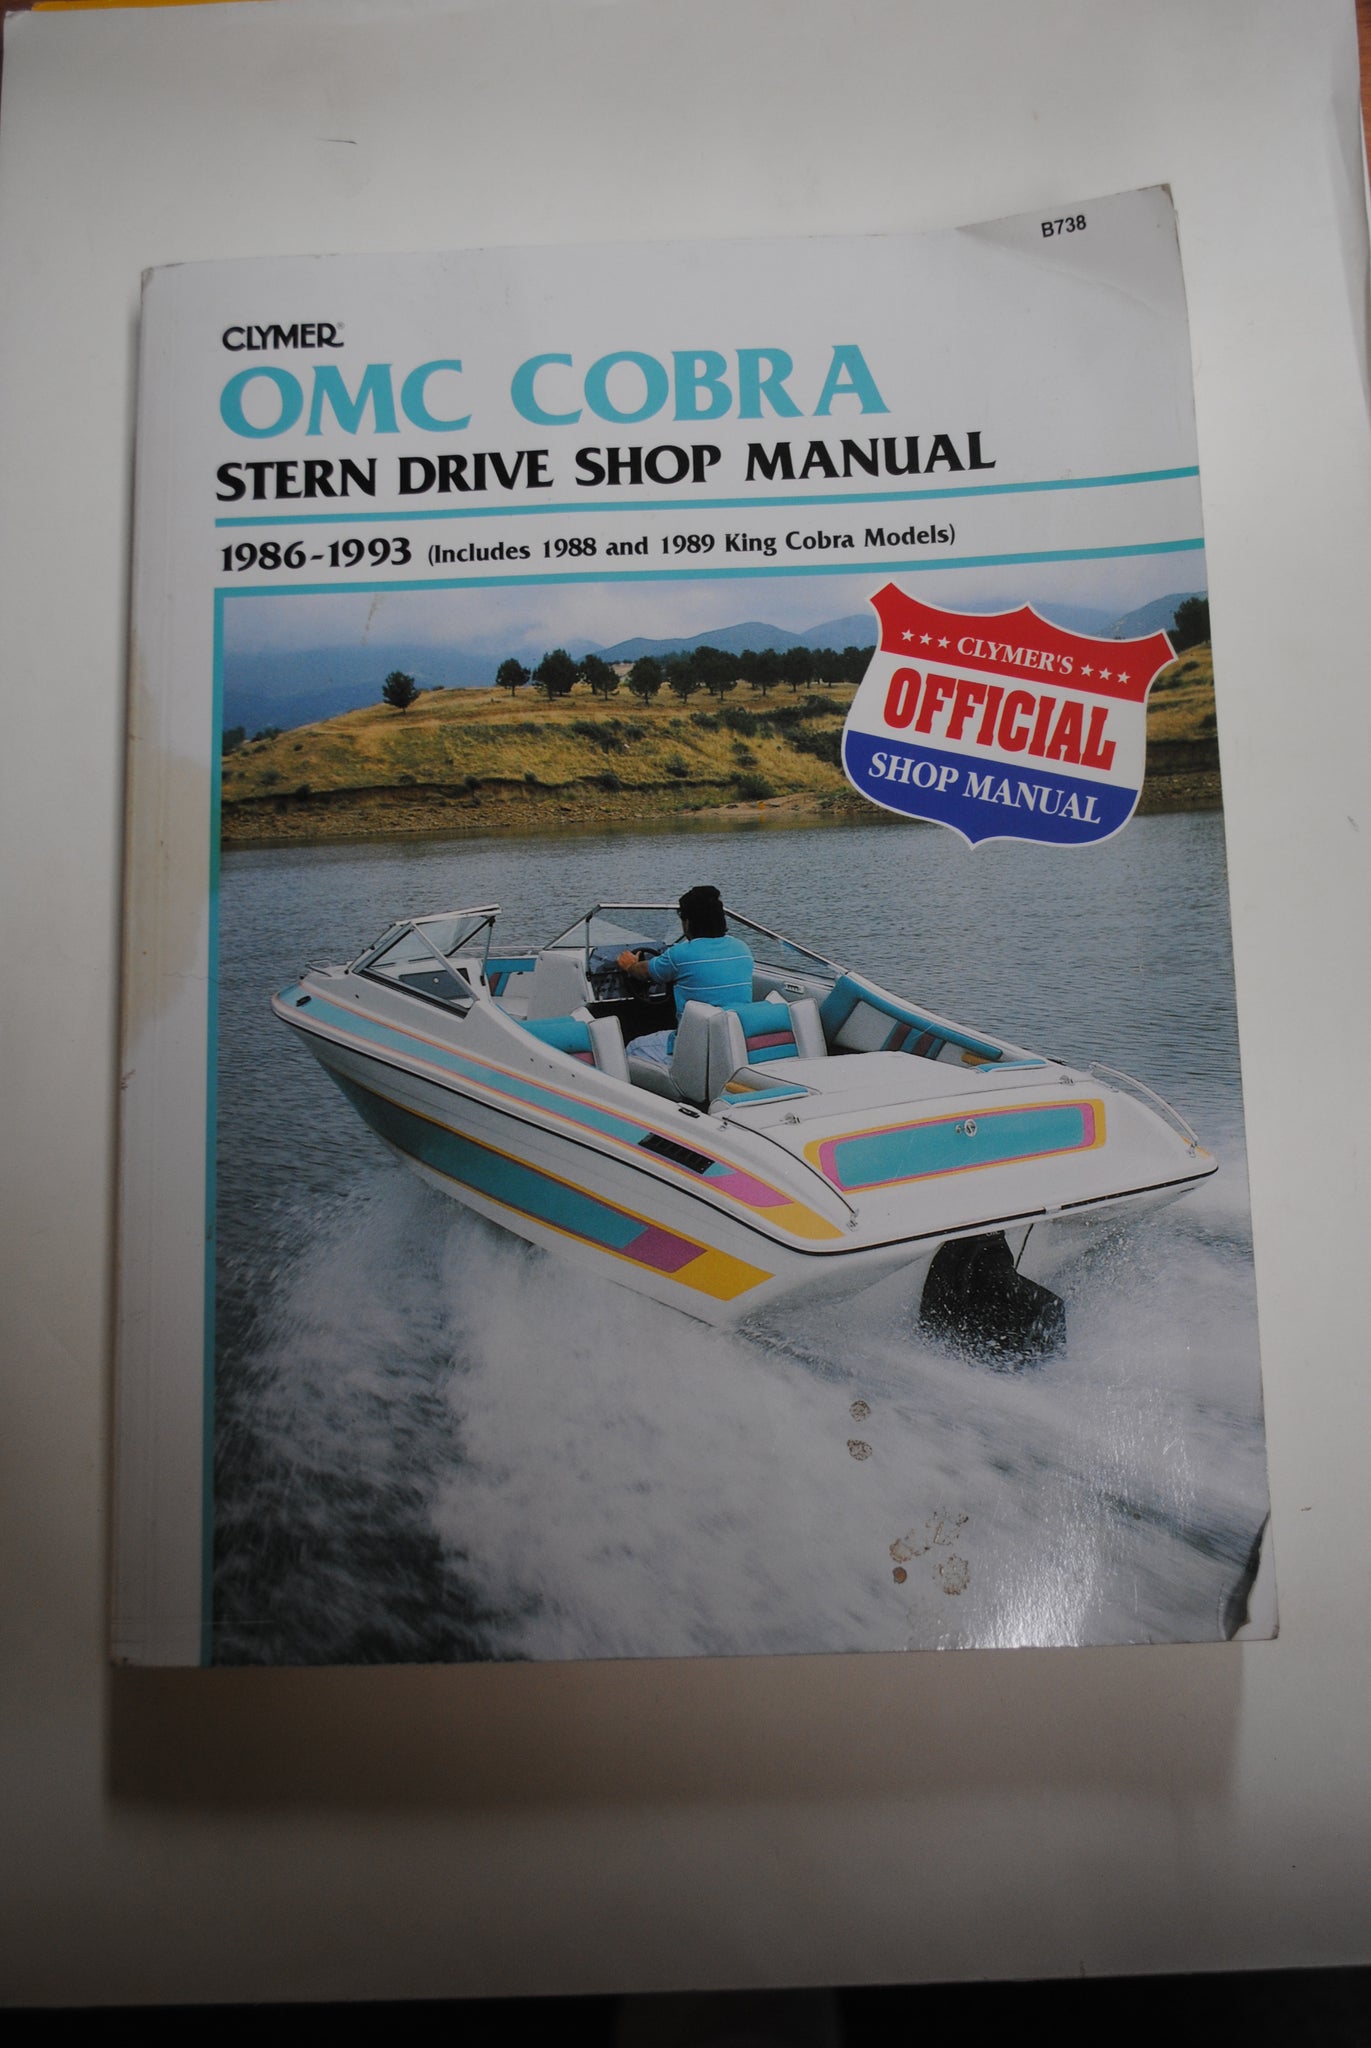 B738
CLYMER®
OMC COBRA
STERN DRIVE SHOP MANUAL
1986-1993 (Includes 1988 and 1989 King Cobra Models)
★★★ CLYMER'S ★★★
OFFICIAL
SHOP MANUAL